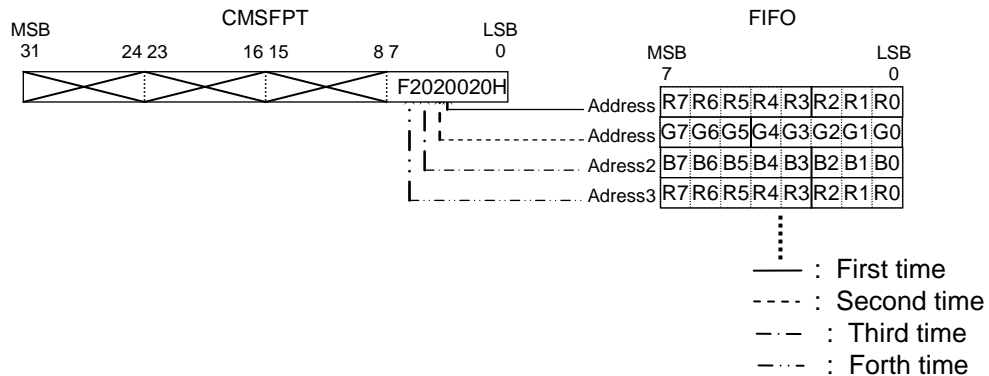 CMSFPT
FIFO
MSB
LSB
31
24 23
16 15
8 7
0
MSB
LSB
7
0
F2020020H
Address R7 R6 R5 R4 R3 R2 R1 R0
Address G7 G6 G5 G4 G3 G2 G1 G0
Adress2 B7 B6 B5 B4 B3 B2 B1 B0
Adress3 R7 R6 R5 R4 R3 R2 R1 R0
: First time
: Second time
: Third time
: Forth time